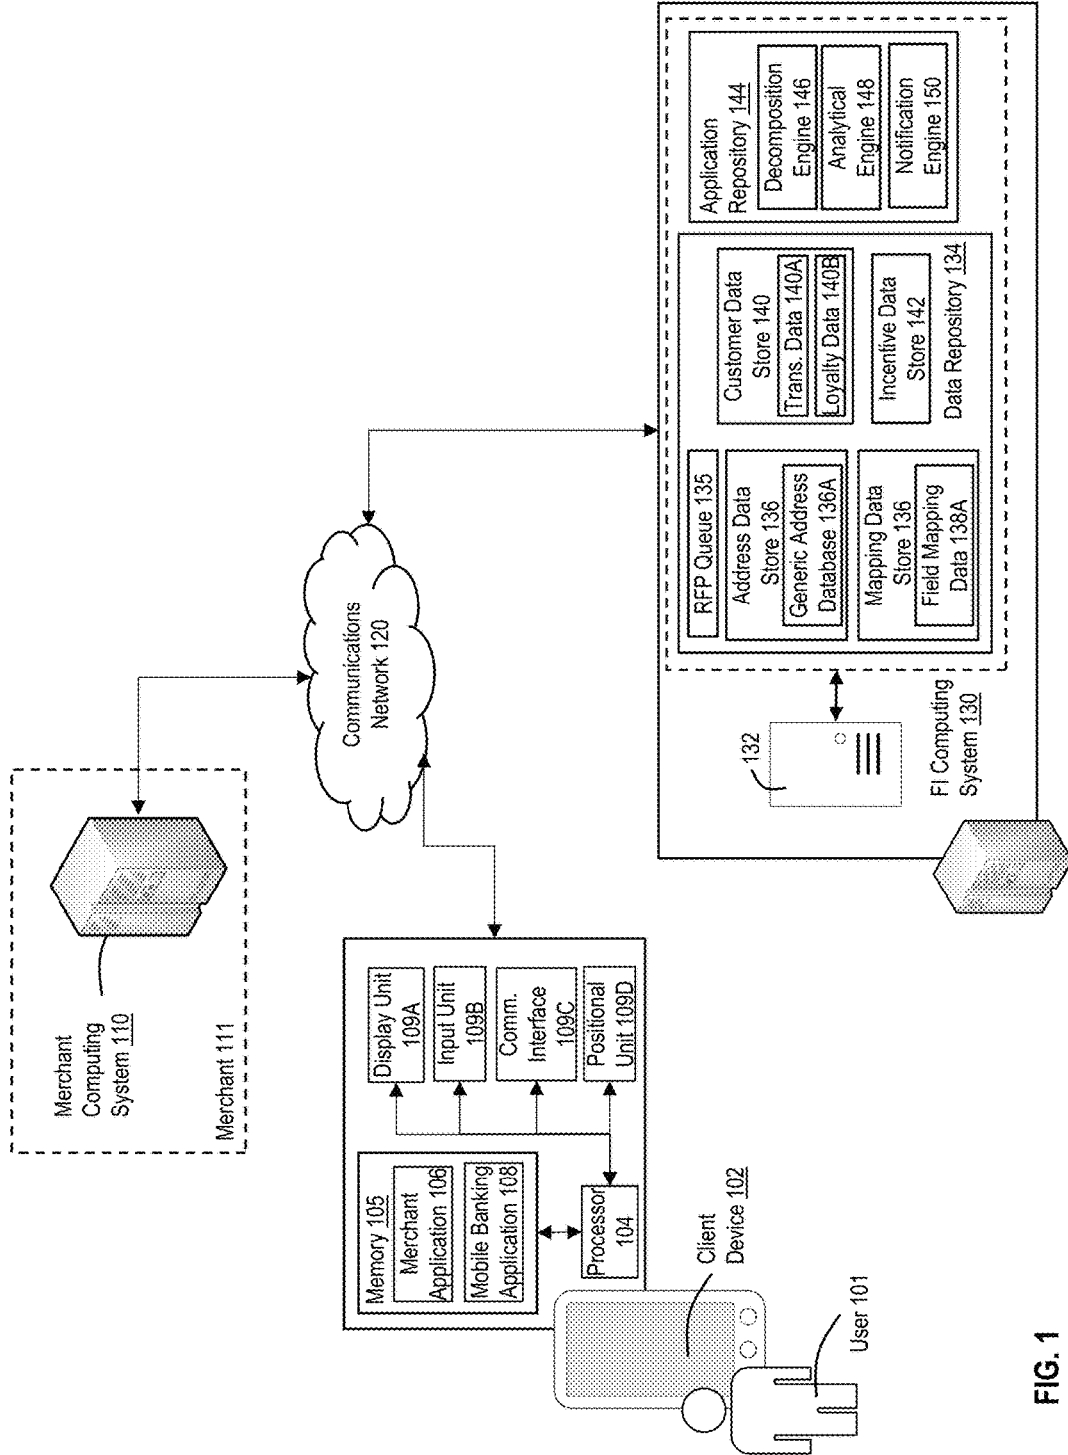 Merchant
Computing
System 110
Merchant 111
Communications
Network 120
Memory 105
Merchant
Application 106
Mobile Banking
Application 108
Processor
104
Display Unit
109A
Input Unit
109B
Comm.
Interface
109C
Positional
Unit 109D
Client
Device 102
User 101
132
FI Computing
System 130
RFP Queue 135
Address Data
Store 136
Generic Address
Database 136A
Mapping Data
Store 136
Field Mapping
Data 138A
Customer Data
Store 140
Trans. Data 140A
Loyalty Data 140B
Incentive Data
Store 142
Data Repository 134
Application
Repository 144
Decomposition
Engine 146
Analytical
Engine 148
Notification
Engine 150
FIG. 1